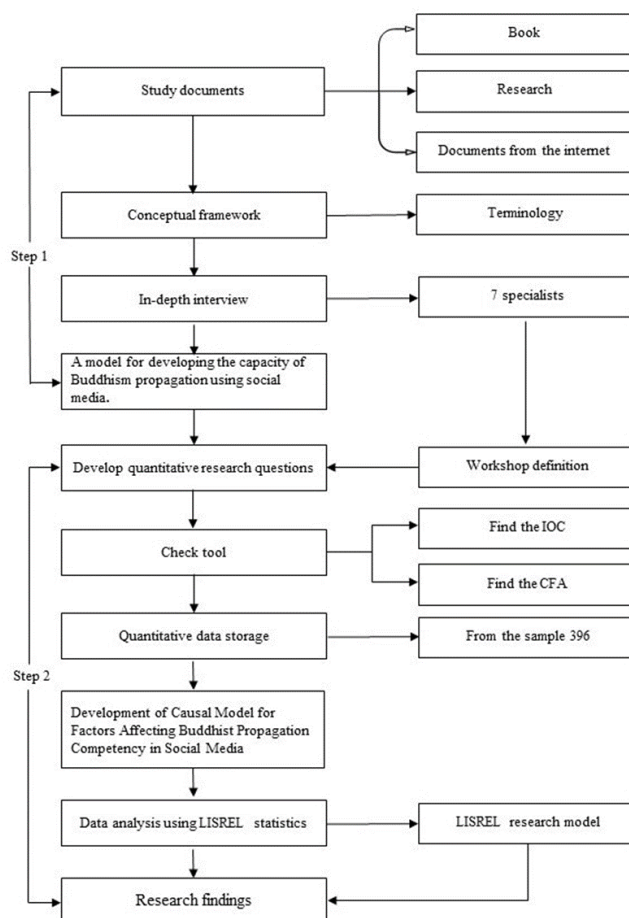 Book
Study documents
Research
Documents from the internet
Conceptual framework
Terminology
Step 1
In-depth interview
7 specialists
A model for developing the capacity of
Buddhism propagation using social
media.
Develop quantitative research questions
Workshop definition
Find the IOC
Check tool
Find the CFA
Quantitative data storage
From the sample 396
Step 2
Development of Causal Model for
Factors Affecting Buddhist Propagation
Competency in Social Media
Data analysis using LISREL statistics
LISREL research model
Research findings